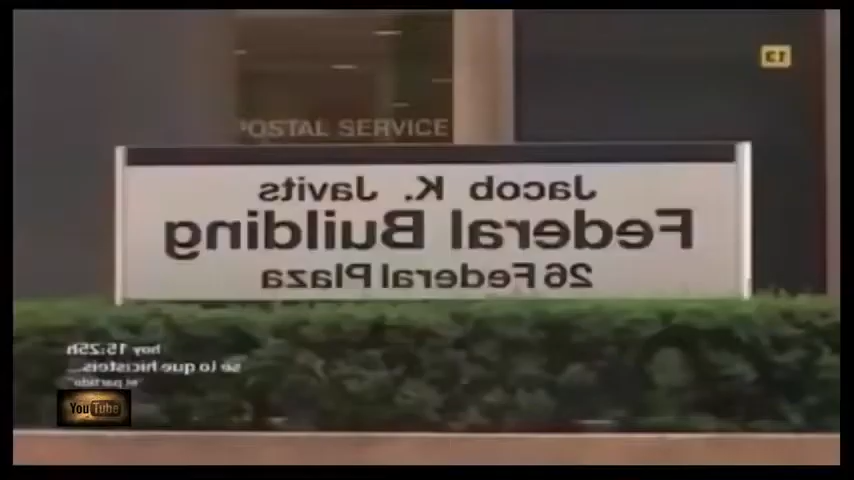 13
POSTAL SERVICE
Jacob K. Javits
Federal Building
26 Federal Plaza
hoy 15:25h
se lo que hicisteis...
el partido
YouTube